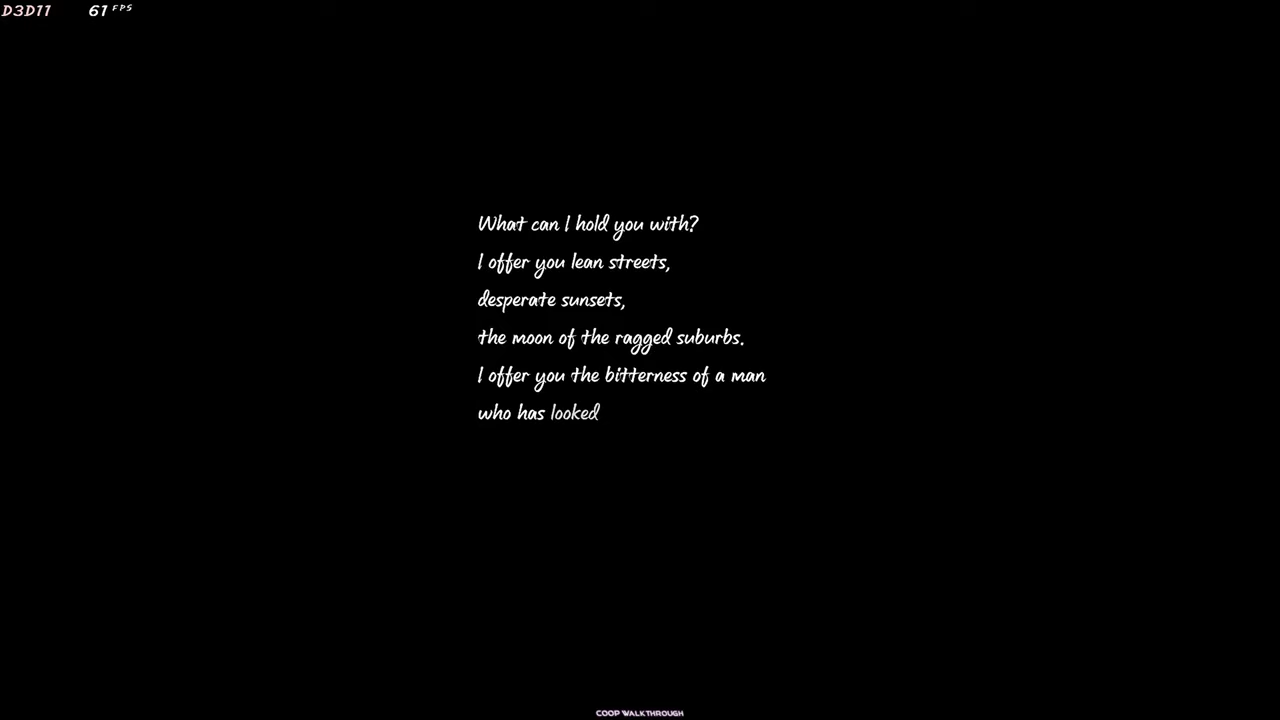 D3D11 61 FPS
What can I hold you with?
I offer you lean streets,
desperate sunsets,
the moon of the ragged suburbs.
I offer you the bitterness of a man
who has looked
COOP WALKTHROUGH